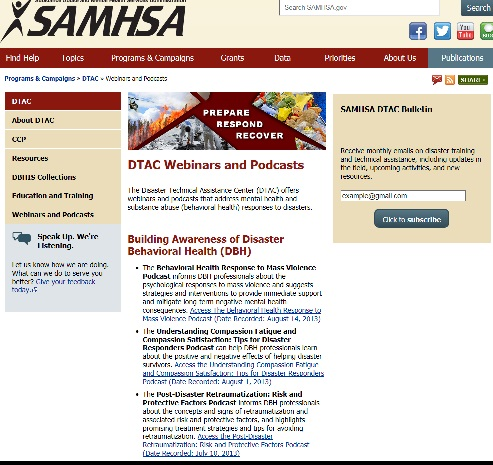 Substance Abuse and Mental Health Services Administration
SAMHSA
Search SAMHSA.gov
Search
You
Tube
Find Help Topics Programs & Campaigns Grants Data Priorities About Us Publications
Programs & Campaigns > DTAC > Webinars and Podcasts
SHARE+
DTAC
About DTAC
CCP
Resources
DBHIS Collections
Education and Training
Webinars and Podcasts
Speak Up. We're
Listening.
Let us know how we are doing.
What can we do to serve you
better? Give your feedback
today.
PREPARE
RESPOND
RECOVER
DTAC Webinars and Podcasts
The Disaster Technical Assistance Center (DTAC) offers
webinars and podcasts that address mental health and
substance abuse (behavioral health) responses to disasters.
Building Awareness of Disaster
Behavioral Health (DBH)
• The Behavioral Health Response to Mass Violence
Podcast informs DBH professionals about the
psychological responses to mass violence and suggests
strategies and interventions to provide immediate support
and mitigate long-term negative mental health
consequences. Access The Behavioral Health Response to
Mass Violence Podcast (Date Recorded: August 14, 2013)
• The Understanding Compassion Fatigue and
Compassion Satisfaction: Tips for Disaster
Responders Podcast can help DBH professionals learn
about the positive and negative effects of helping disaster
survivors. Access the Understanding Compassion Fatigue
and Compassion Satisfaction: Tips for Disaster Responders
Podcast (Date Recorded: August 1, 2013)
• The Post-Disaster Retraumatization: Risk and
Protective Factors Podcast informs DBH professionals
about the concepts and signs of retraumatization and
associated risk and protective factors, and highlights
promising treatment strategies and tips for avoiding
retraumatization. Access the Post-Disaster
Retraumatization: Risk and Protective Factors Podcast
(Date Recorded: July 10, 2013)
SAMHSA DTAC Bulletin
Receive monthly emails on disaster training
and technical assistance, including updates in
the field, upcoming activities, and new
resources.
example@gmail.com
Click to subscribe